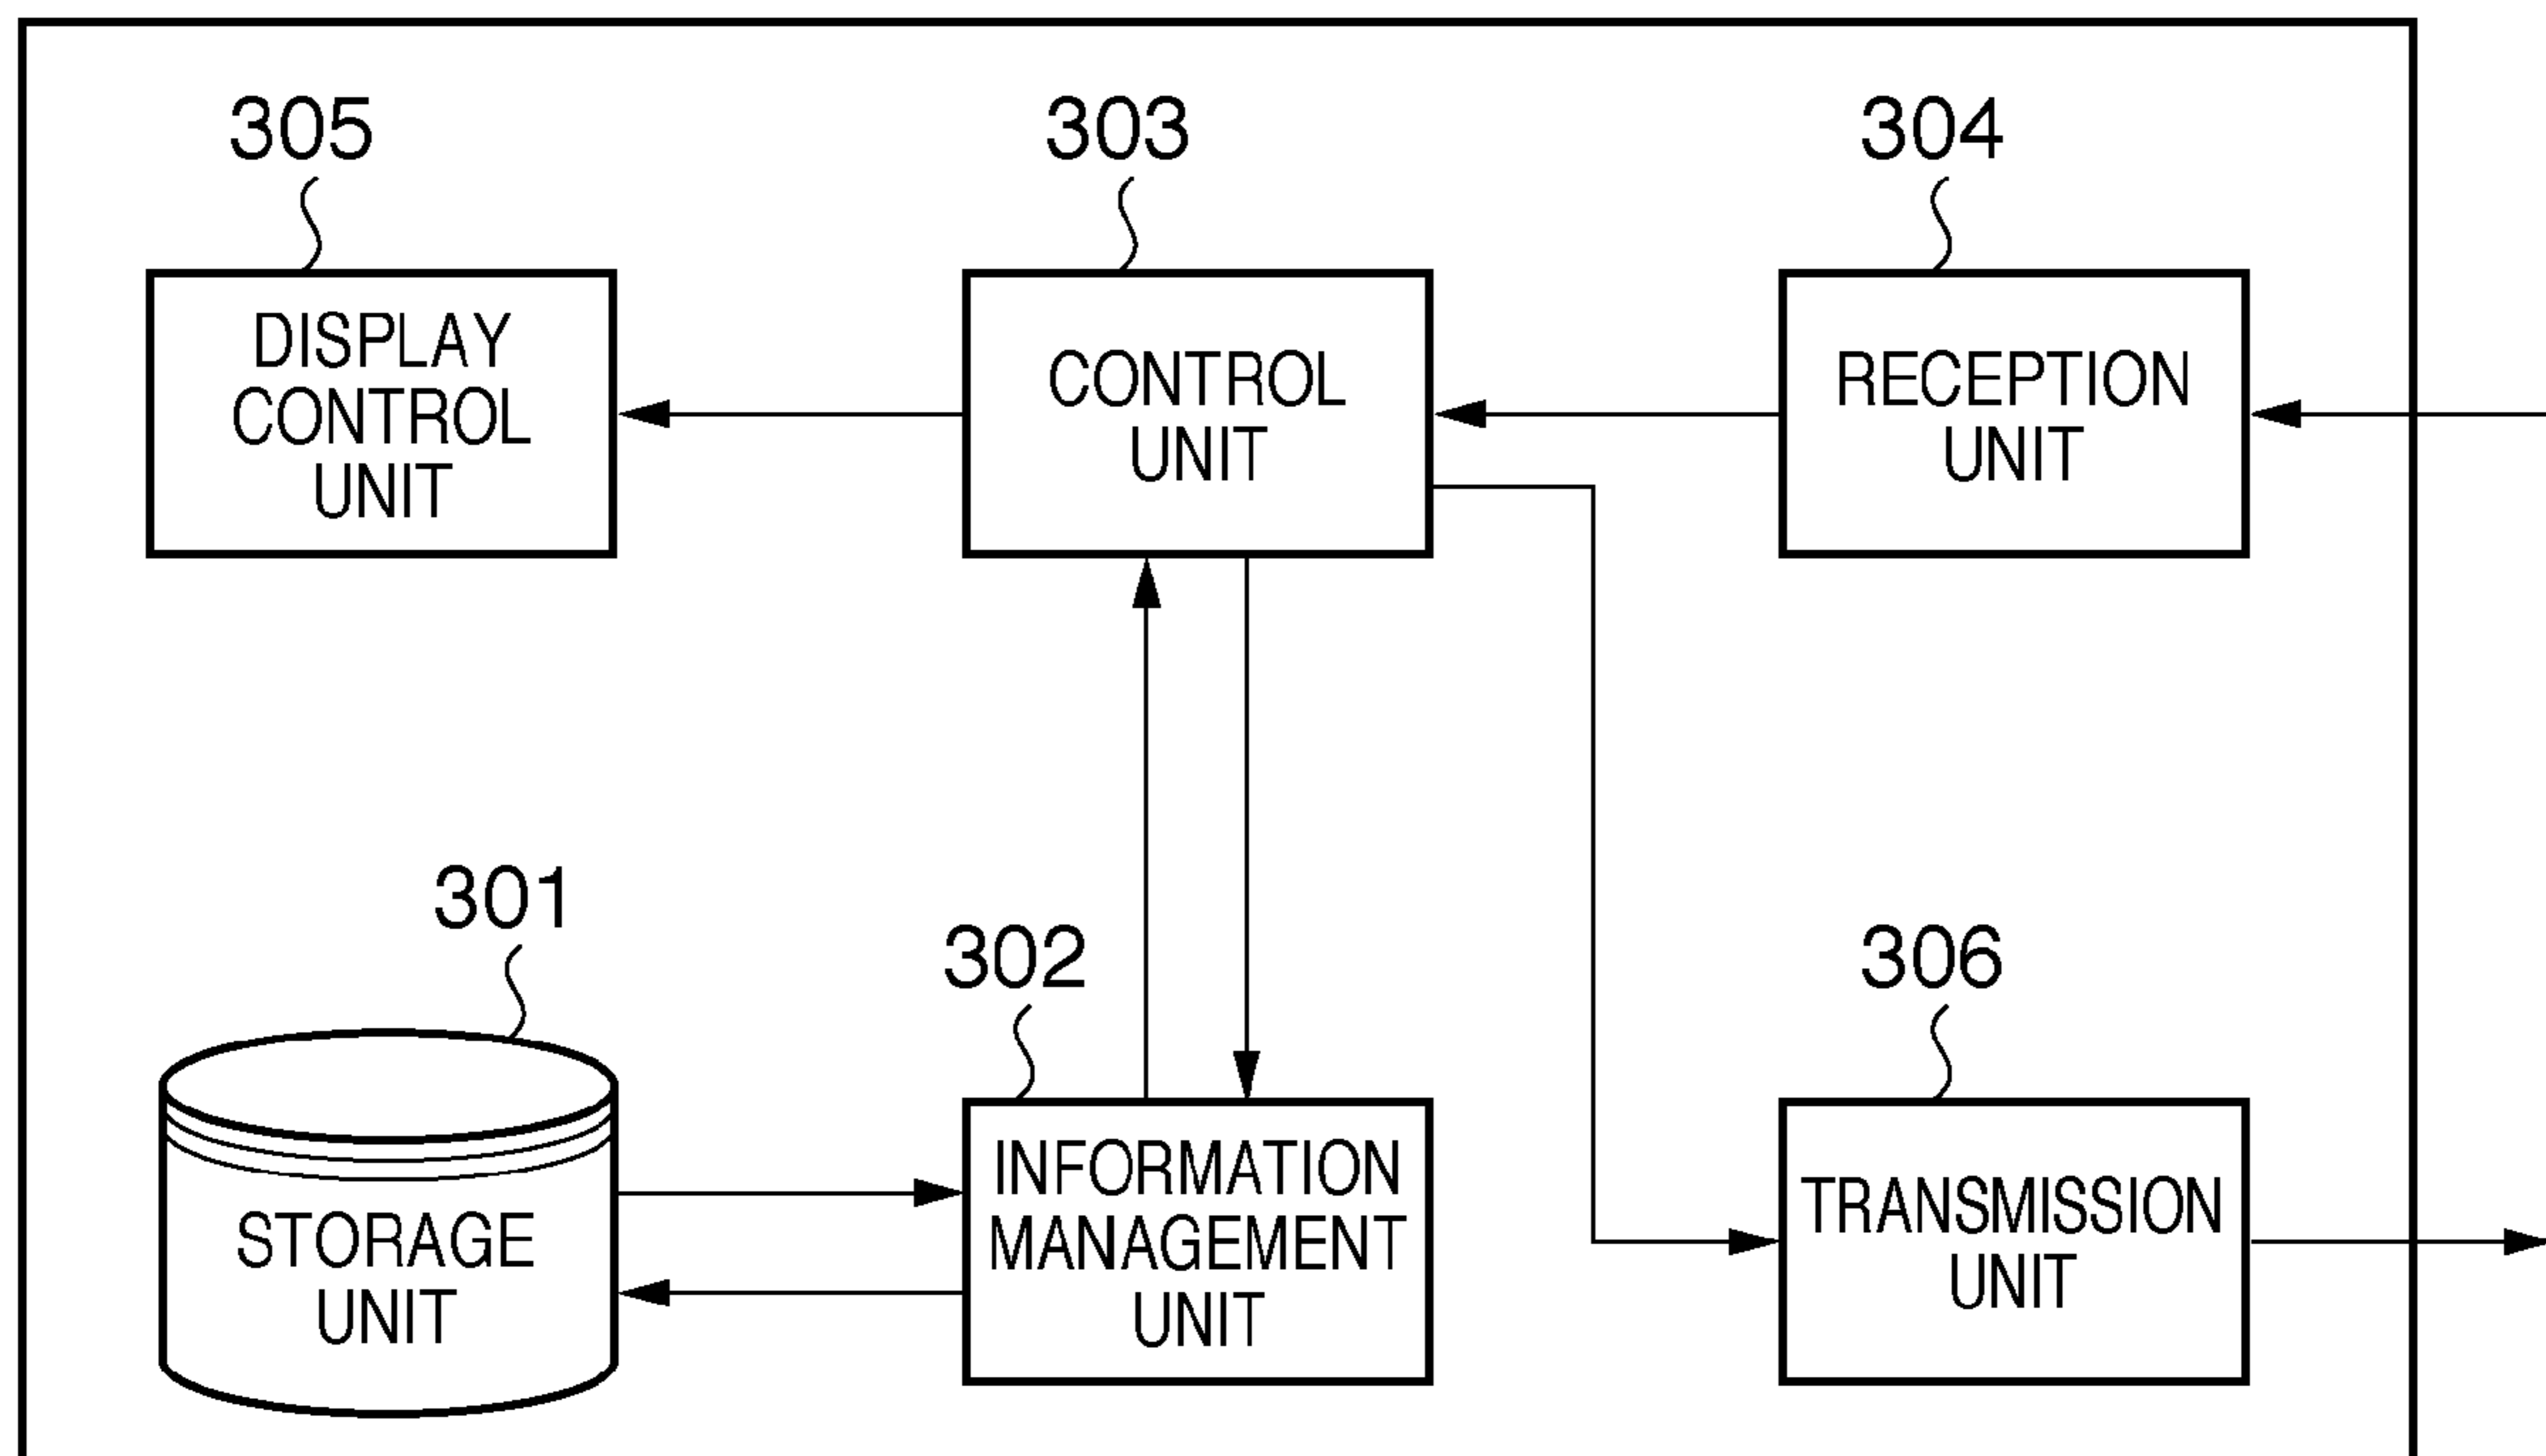 305
303
304
DISPLAY
CONTROL
UNIT
CONTROL
UNIT
RECEPTION
UNIT
301
302
306
STORAGE
UNIT
INFORMATION
MANAGEMENT
UNIT
TRANSMISSION
UNIT